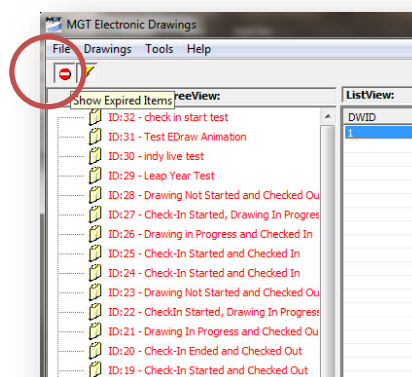 MGT Electronic Drawings
File Drawings Tools Help
Show Expired Items
reeView:
ListView:
DWID
1
ID:32 - check in start test
ID:31 - Test EDraw Animation
ID:30 - indy live test
ID:29 - Leap Year Test
ID:28 - Drawing Not Started and Checked Ou
ID:27 - Check-In Started, Drawing In Progres
ID:26 - Drawing in Progress and Checked In
ID:25 - Check-In Started and Checked In
ID:24 - Check-In Started and Checked In
ID:23 - Drawing Not Started and Checked Ou
ID:22 - CheckIn Started, Drawing In Progress
ID:21 - Drawing In Progress and Checked Ou
ID:20 - Check-In Ended and Checked Out
ID:19 - Check-In Started and Checked Out